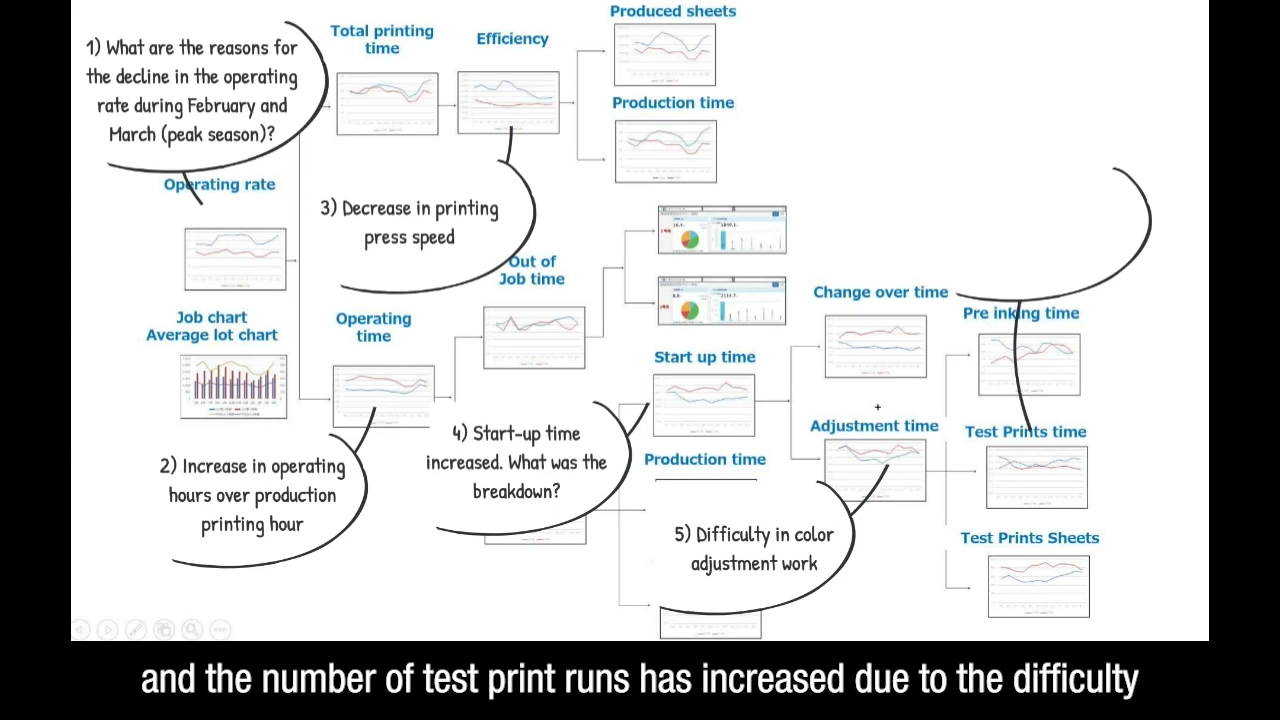 1) What are the reasons for
the decline in the operating
rate during February and
March (peak season)?
Total printing
time
Efficiency
Produced sheets
Production time
Operating rate
3) Decrease in printing
press speed
Out of
Job time
Job chart
Average lot chart
Operating
time
Change over time
Pre inking time
Start up time
2) Increase in operating
hours over production
printing hour
4) Start-up time
increased. What was the
breakdown?
Production time
Adjustment time
Test Prints time
5) Difficulty in color
adjustment work
Test Prints Sheets
and the number of test print runs has increased due to the difficulty